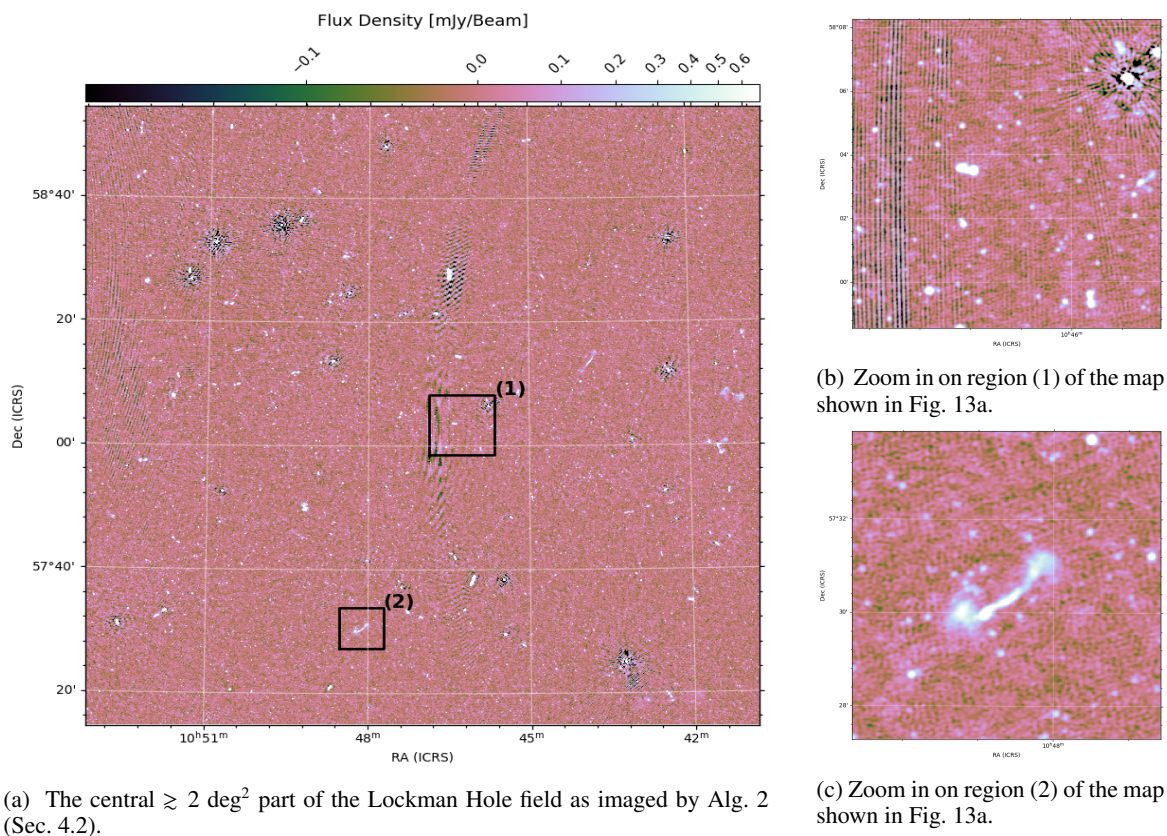 Flux Density [mJy/Beam]
−0.1
0.0
0.1
0.2
0.3
0.4
0.5
0.6
58°40'
20'
00'
57°40'
20'
Dec (ICRS)
(1)
(2)
10ʰ51ᵐ
48ᵐ
45ᵐ
42ᵐ
RA (ICRS)
(a) The central ≳ 2 deg² part of the Lockman Hole field as imaged by Alg. 2
(Sec. 4.2).
58°08'
06'
04'
02'
00'
Dec (ICRS)
10ʰ46ᵐ
RA (ICRS)
(b) Zoom in on region (1) of the map
shown in Fig. 13a.
57°32'
30'
28'
Dec (ICRS)
10ʰ48ᵐ
RA (ICRS)
(c) Zoom in on region (2) of the map
shown in Fig. 13a.